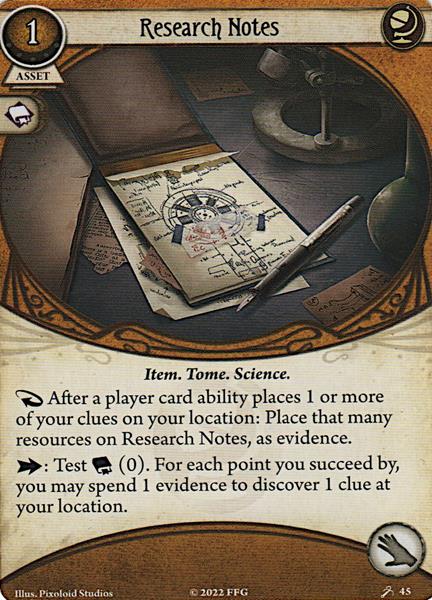 Research Notes
1
ASSET
Item. Tome. Science.
After a player card ability places 1 or more
of your clues on your location: Place that many
resources on Research Notes, as evidence.
: Test (0). For each point you succeed by,
you may spend 1 evidence to discover 1 clue at
your location.
Illus. Pixoloid Studios
© 2022 FFG
45